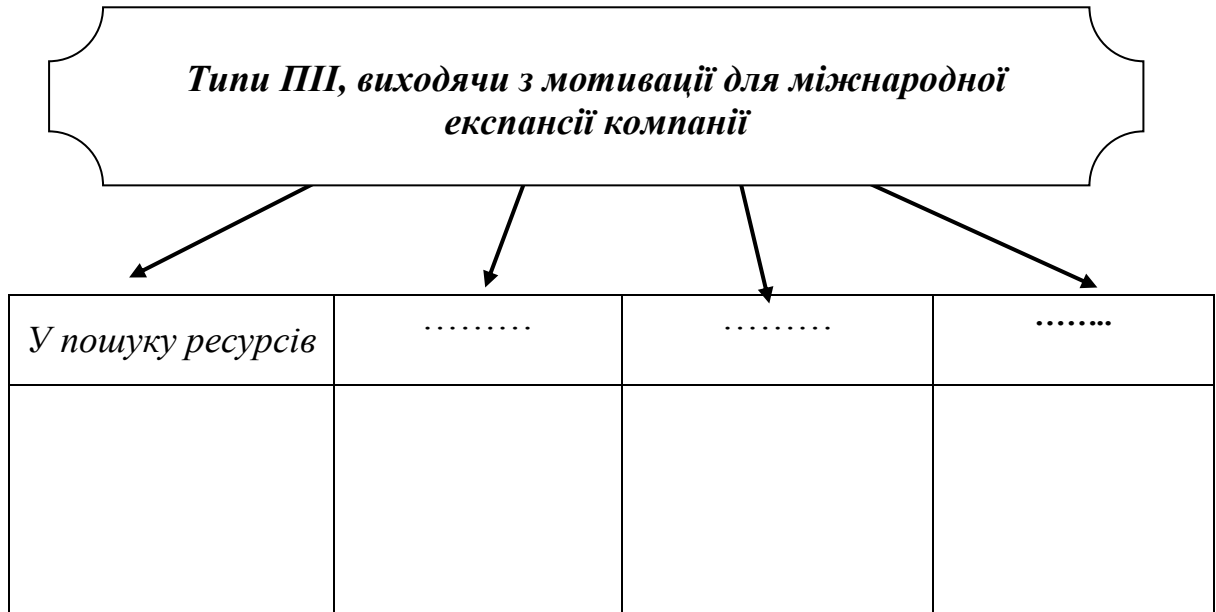 Типи ПІІ, виходячи з мотивації для міжнародної
експансії компанії
У пошуку ресурсів
………
………
……..